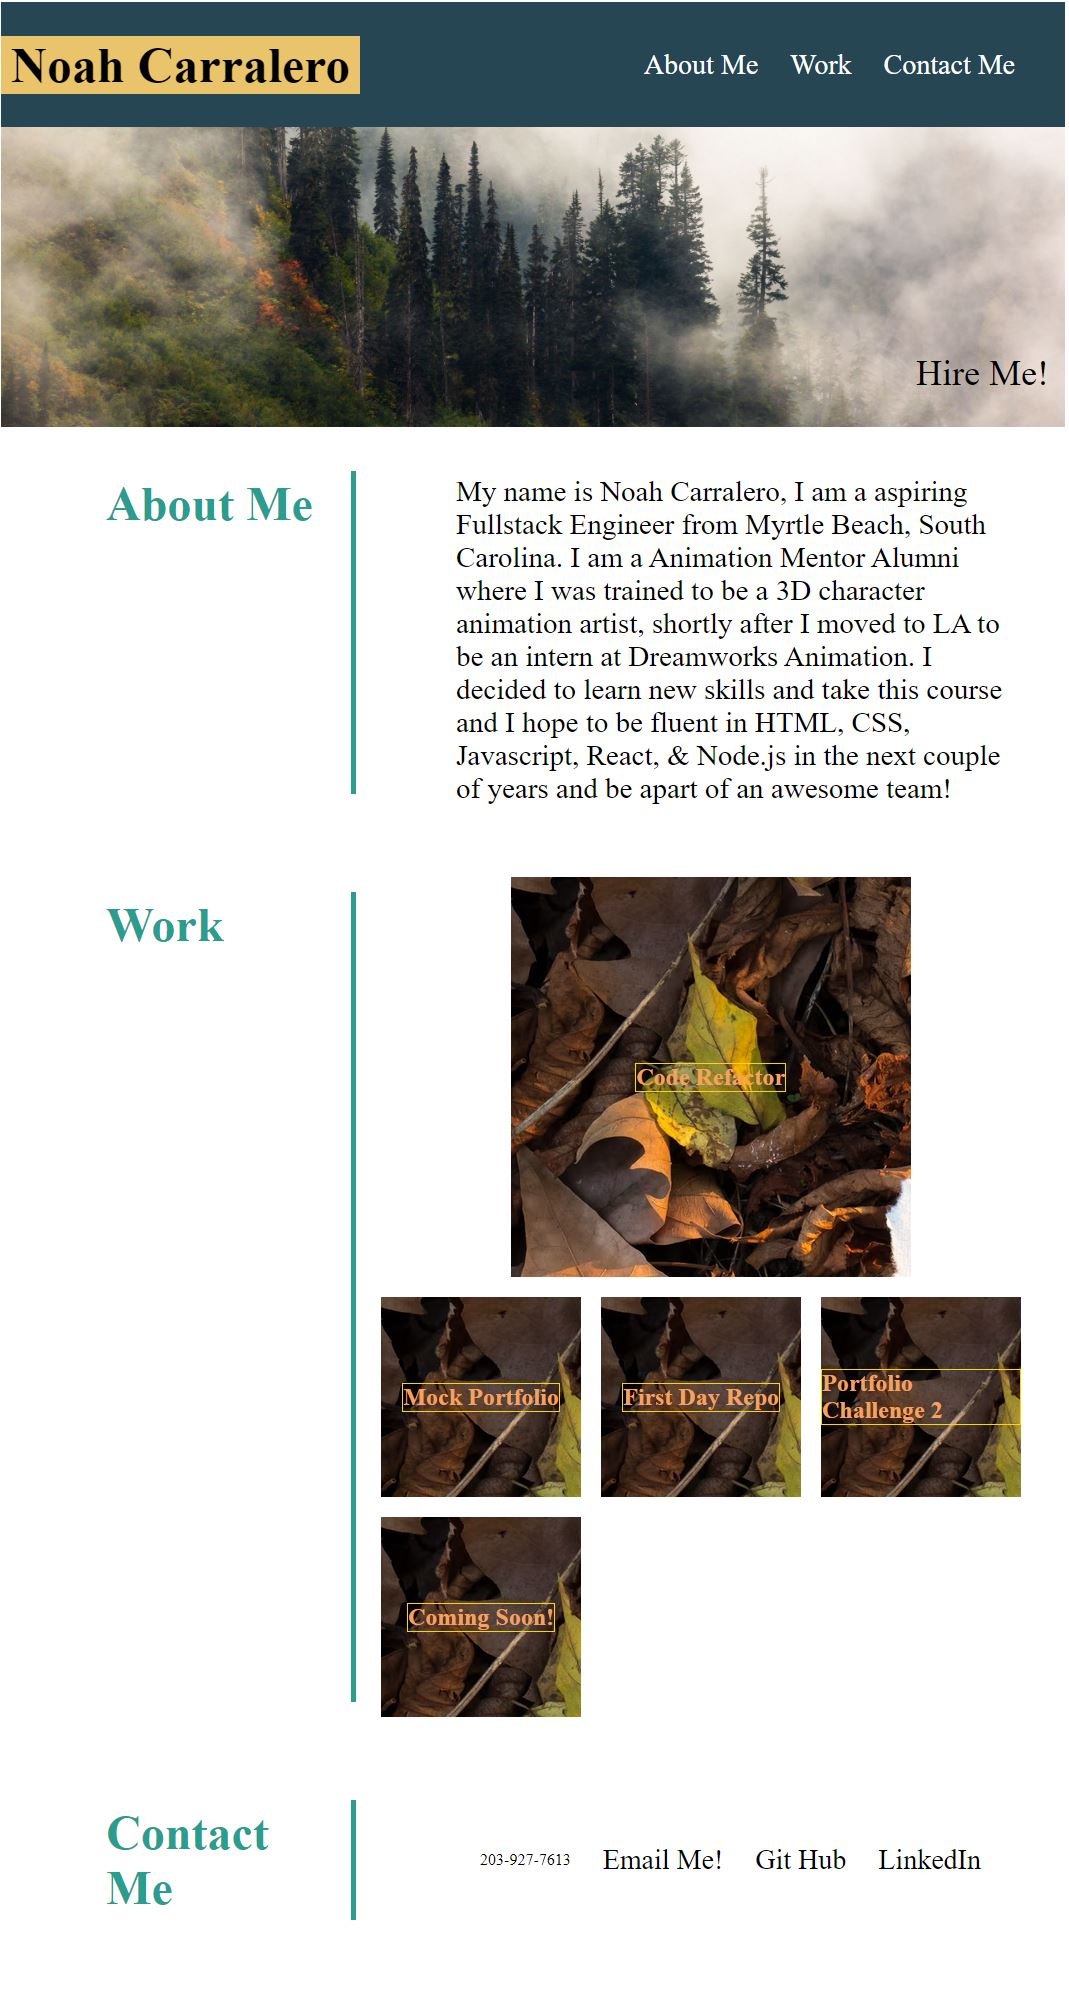 Noah Carralero
About Me Work Contact Me
Hire Me!
About Me
My name is Noah Carralero, I am a aspiring
Fullstack Engineer from Myrtle Beach, South
Carolina. I am a Animation Mentor Alumni
where I was trained to be a 3D character
animation artist, shortly after I moved to LA to
be an intern at Dreamworks Animation. I
decided to learn new skills and take this course
and I hope to be fluent in HTML, CSS,
Javascript, React, & Node.js in the next couple
of years and be apart of an awesome team!
Work
Code Refactor
Mock Portfolio
First Day Repo
Portfolio
Challenge 2
Coming Soon!
Contact
Me
203-927-7613 Email Me! Git Hub LinkedIn